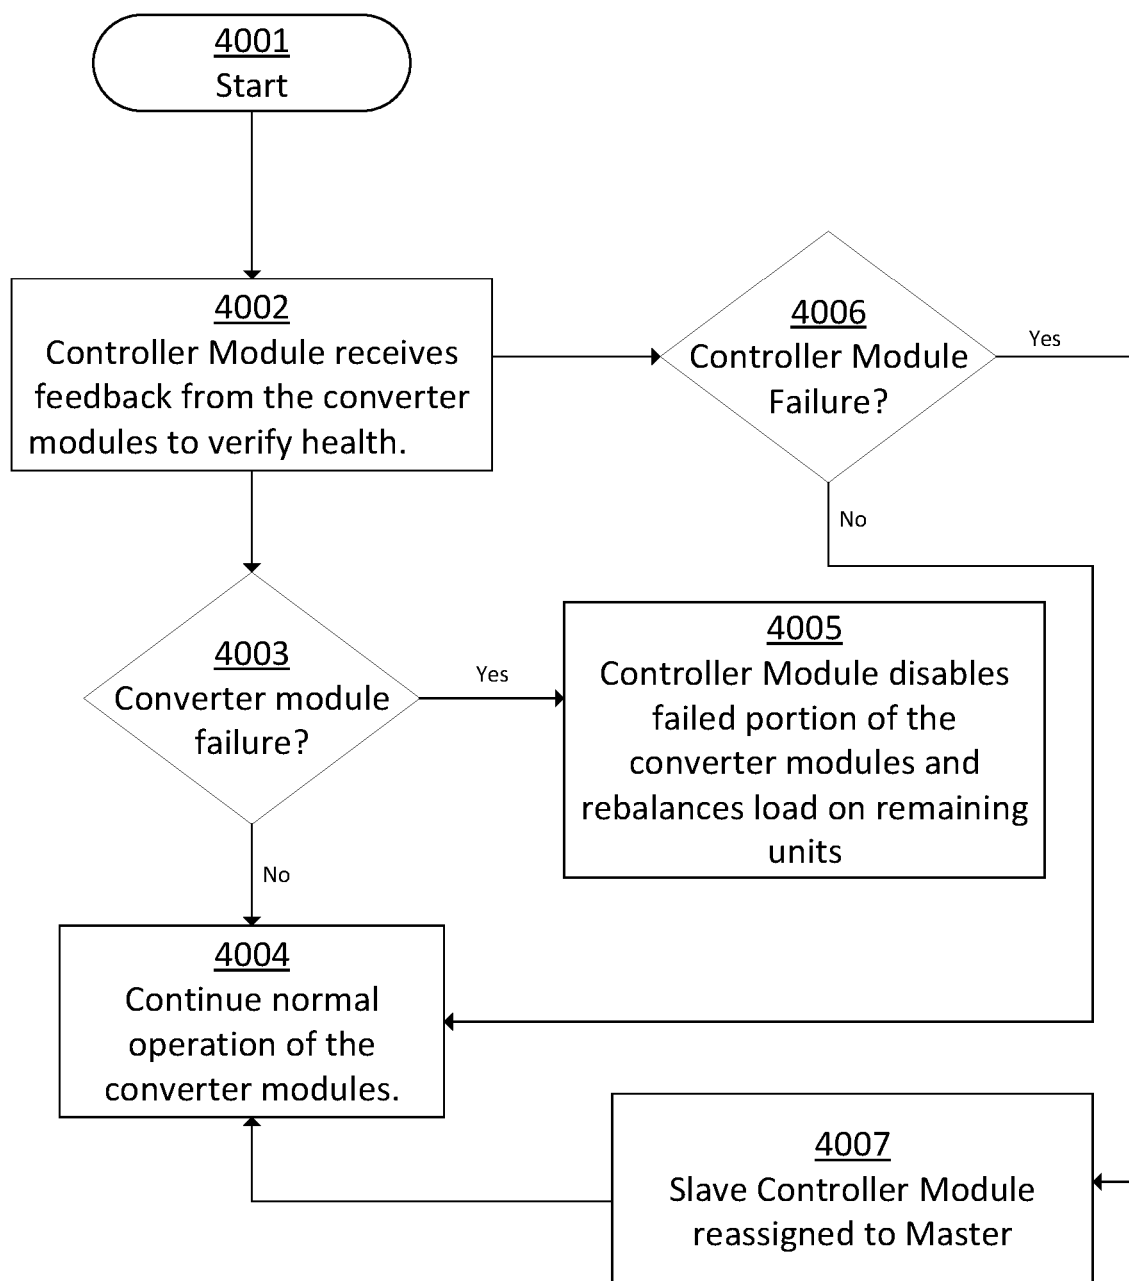 4001
Start
4002
Controller Module receives
feedback from the converter
modules to verify health.
4006
Controller Module
Failure?
Yes
No
4003
Converter module
failure?
Yes
No
4005
Controller Module disables
failed portion of the
converter modules and
rebalances load on remaining
units
4004
Continue normal
operation of the
converter modules.
4007
Slave Controller Module
reassigned to Master